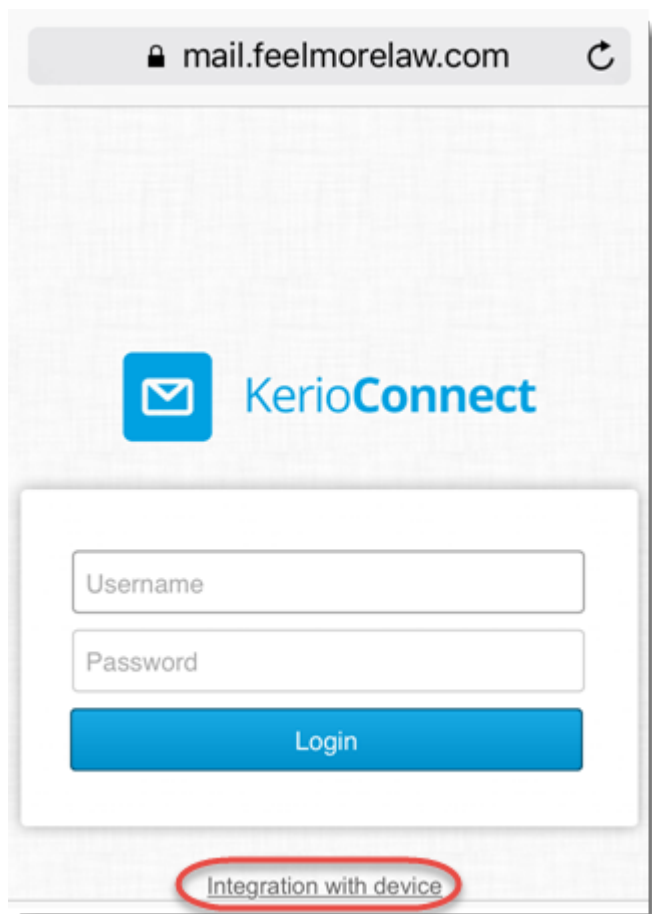 mail.feelmorelaw.com
KerioConnect
Username
Password
Login
Integration with device